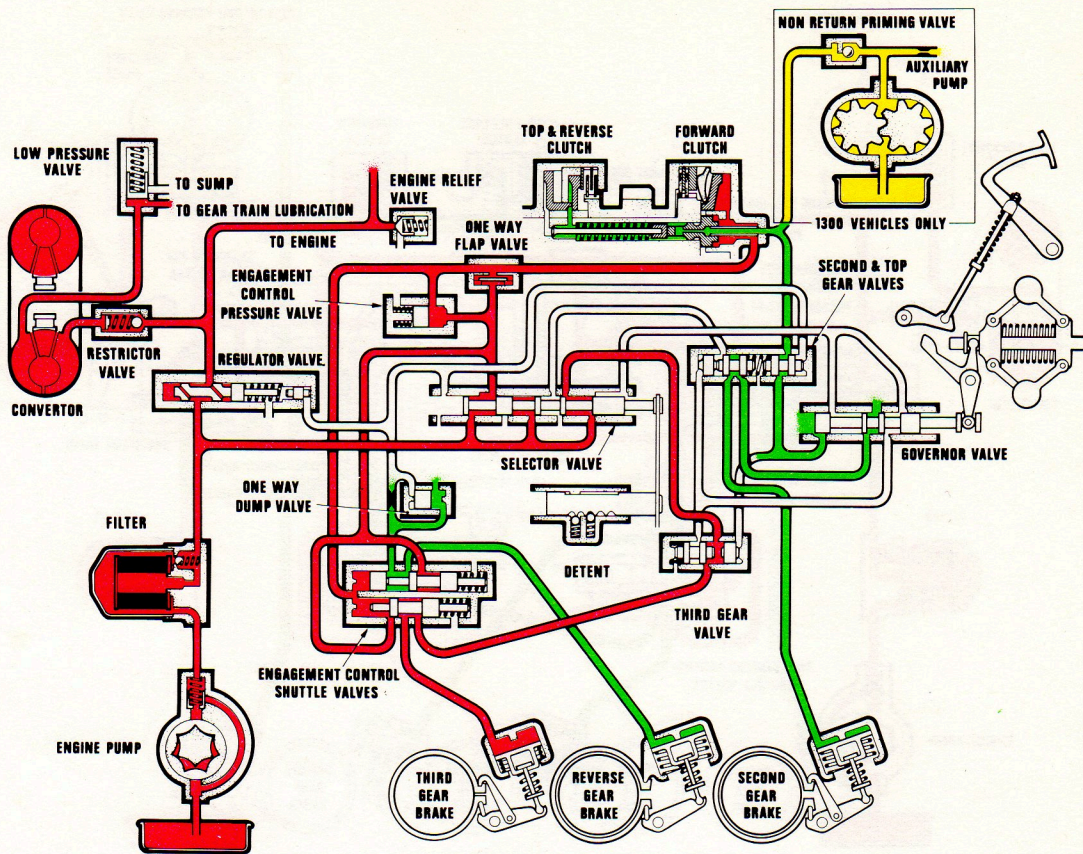 NON RETURN PRIMING VALVE
AUXILIARY
PUMP
1300 VEHICLES ONLY
TOP & REVERSE
CLUTCH
FORWARD
CLUTCH
LOW PRESSURE
VALVE
TO SUMP
TO GEAR TRAIN LUBRICATION
TO ENGINE
ENGINE RELIEF
VALVE
ONE WAY
FLAP VALVE
ENGAGEMENT
CONTROL
PRESSURE VALVE
SECOND & TOP
GEAR VALVES
RESTRICTOR
VALVE
REGULATOR VALVE
CONVERTOR
SELECTOR VALVE
GOVERNOR VALVE
ONE WAY
DUMP VALVE
FILTER
DETENT
THIRD GEAR
VALVE
ENGAGEMENT CONTROL
SHUTTLE VALVES
ENGINE PUMP
THIRD
GEAR
BRAKE
REVERSE
GEAR
BRAKE
SECOND
GEAR
BRAKE